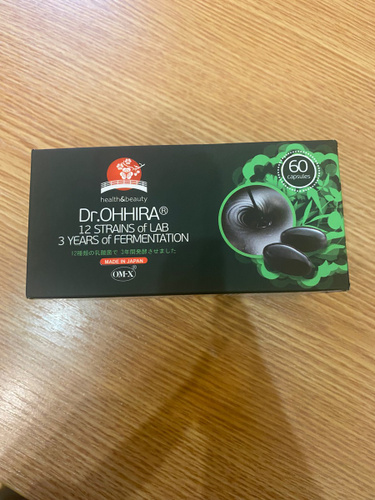 health&beauty
Dr.OHHIRA®
12 STRAINS of LAB
3 YEARS of FERMENTATION
12種類の乳酸菌で 3年間発酵させました
MADE IN JAPAN
OM-X®
60
capsules